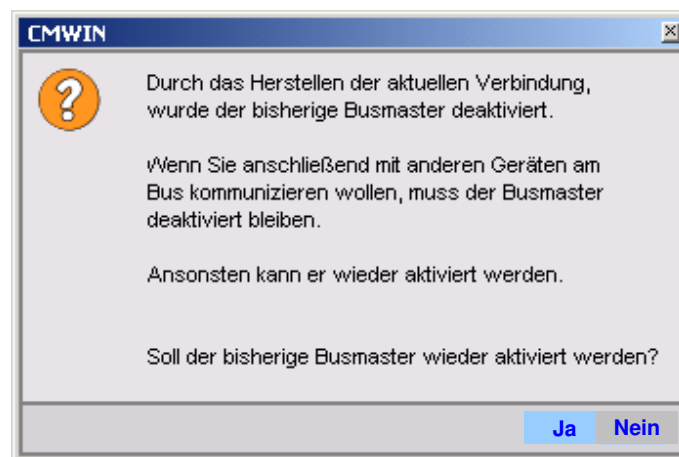 CMWIN
Durch das Herstellen der aktuellen Verbindung,
wurde der bisherige Busmaster deaktiviert.
Wenn Sie anschließend mit anderen Geräten am
Bus kommunizieren wollen, muss der Busmaster
deaktiviert bleiben.
Ansonsten kann er wieder aktiviert werden.
Soll der bisherige Busmaster wieder aktiviert werden?
Ja Nein